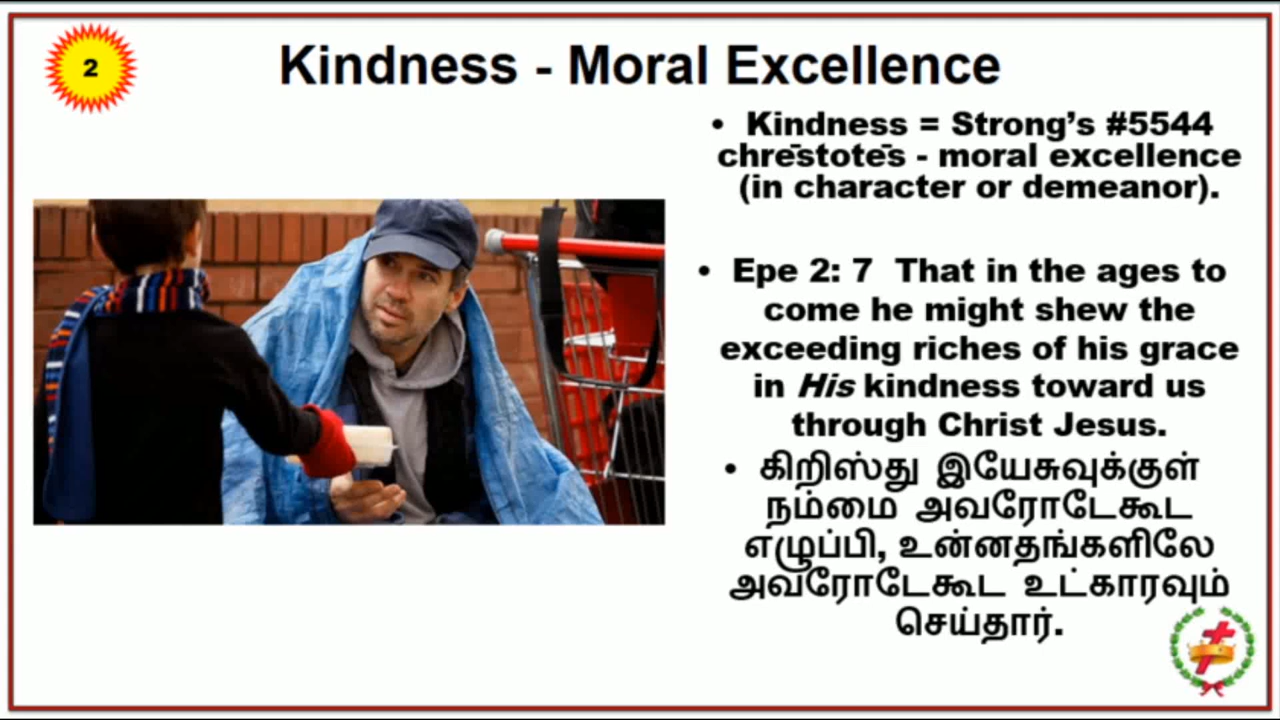 2
Kindness - Moral Excellence
• Kindness = Strong’s #5544
chrēstotēs - moral excellence
(in character or demeanor).
• Epe 2: 7 That in the ages to
come he might shew the
exceeding riches of his grace
in His kindness toward us
through Christ Jesus.
• கிறிஸ்து இயேசுவுக்குள்
நம்மை அவரோடேகூட
எழுப்பி, உன்னதங்களிலே
அவரோடேகூட உட்காரவும்
செய்தார்.